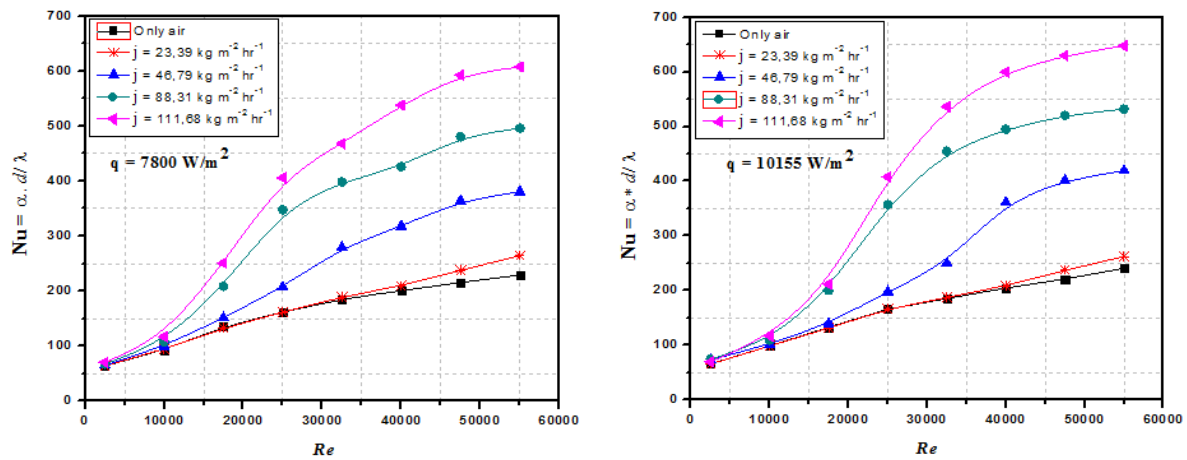 700
600
500
400
300
200
100
0
Nu = α. d/ λ
Only air
j = 23,39 kg m⁻² hr⁻¹
j = 46,79 kg m⁻² hr⁻¹
j = 88,31 kg m⁻² hr⁻¹
j = 111,68 kg m⁻² hr⁻¹
q = 7800 W/m²
0 10000 20000 30000 40000 50000 60000
Re
700
600
500
400
300
200
100
0
Nu = α* d/ λ
Only air
j = 23,39 kg m⁻² hr⁻¹
j = 46,79 kg m⁻² hr⁻¹
j = 88,31 kg m⁻² hr⁻¹
j = 111,68 kg m⁻² hr⁻¹
q = 10155 W/m²
0 10000 20000 30000 40000 50000 60000
Re